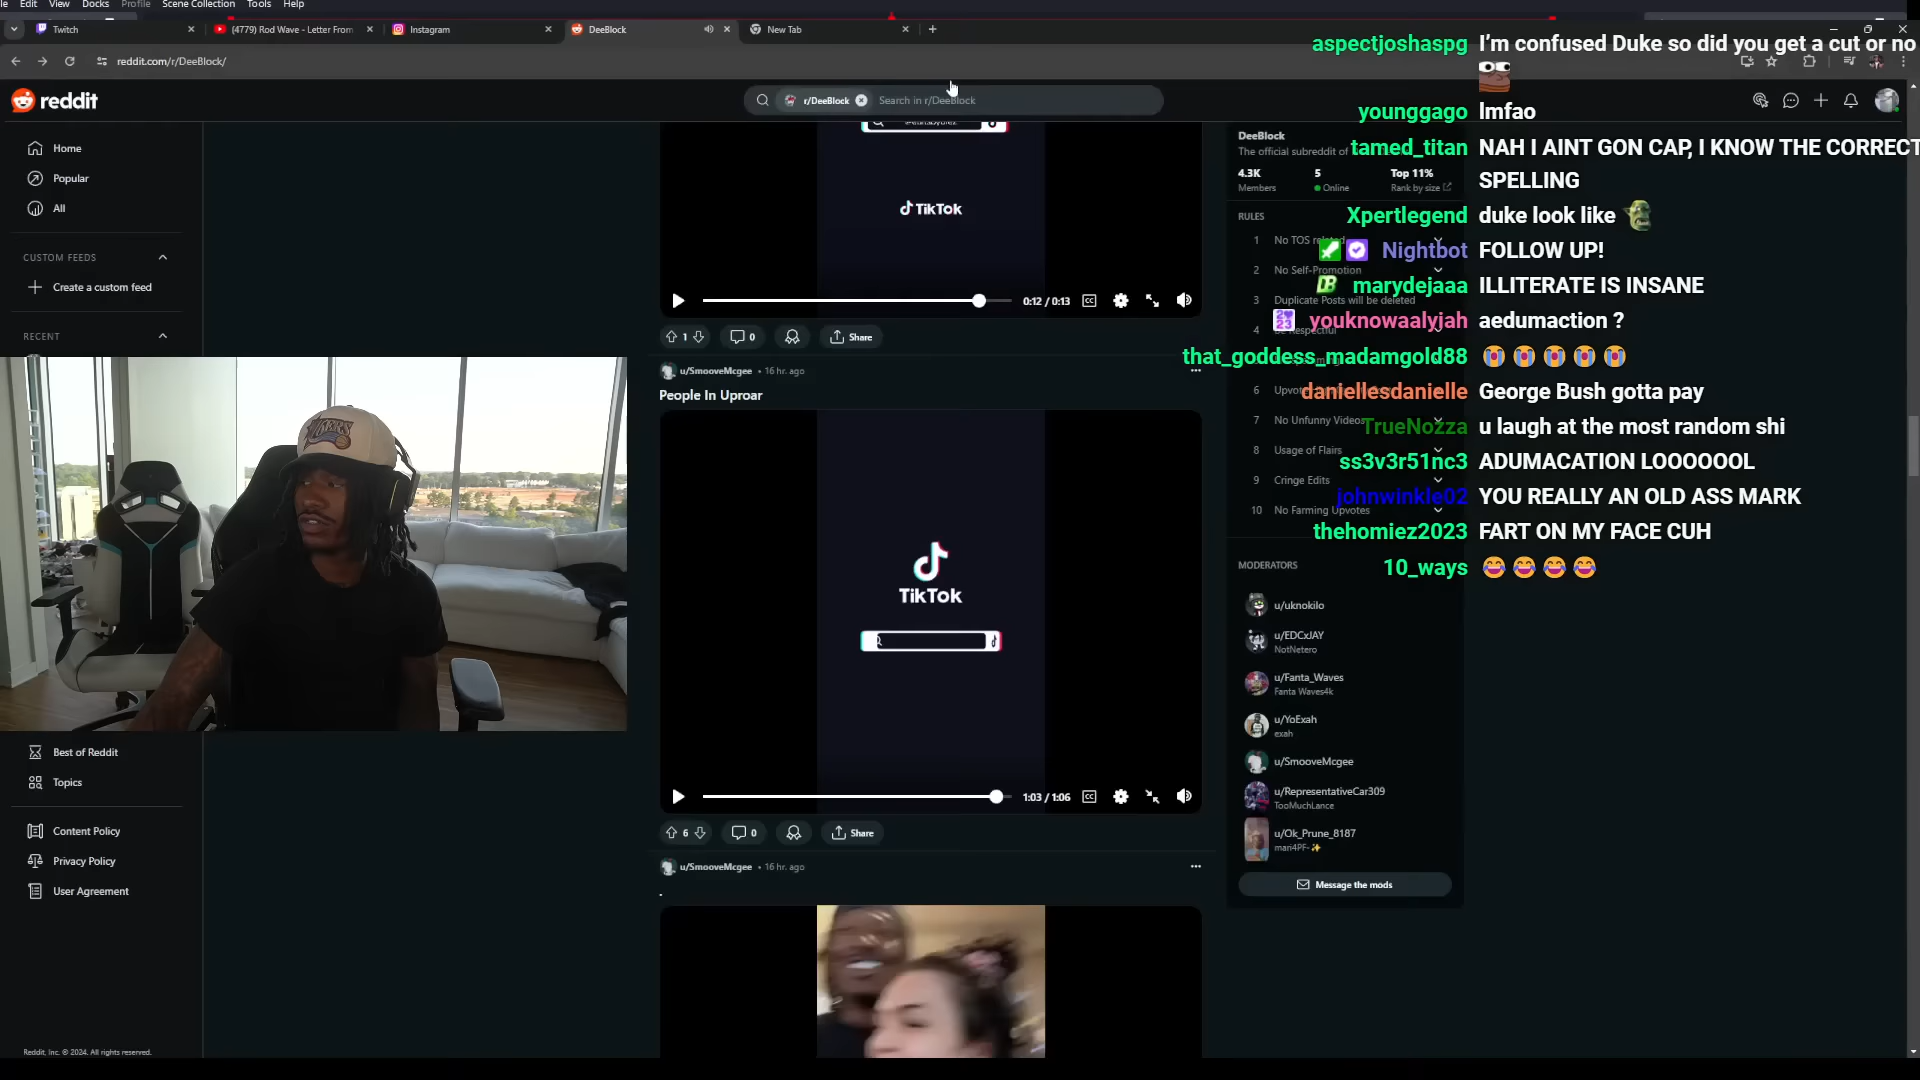 Edit View Docks Profile Scene Collection Tools Help
Twitch
(4779) Rod Wave - Letter From
Instagram
DeeBlock
New Tab
reddit.com/r/DeeBlock/
reddit
r/DeeBlock
Search in r/DeeBlock
Home
Popular
All
CUSTOM FEEDS
Create a custom feed
RECENT
Best of Reddit
Topics
Content Policy
Privacy Policy
User Agreement
Reddit, Inc. © 2024. All rights reserved.
TikTok
0:12 / 0:13
CC
1
0
Share
u/SmooveMcgee • 16 hr. ago
People In Uproar
TikTok
1:03 / 1:06
CC
6
0
Share
u/SmooveMcgee • 16 hr. ago
.
DeeBlock
The official subreddit of
4.3K
Members
5
Online
Top 11%
Rank by size
RULES
1 No TOS
2 No Self-Promotion
3 Duplicate Posts will be deleted
4 Be Respectful
6
7 No Unfunny Videos
8 Usage of Flairs
9 Cringe Edits
10 No Farming Upvotes
MODERATORS
u/uknokilo
u/EDCxJAY
NotNetero
u/Fanta_Waves
Fanta Waves4k
u/YoExah
exah
u/SmooveMcgee
u/RepresentativeCar309
TooMuchLance
u/Ok_Prune_8187
mari4PF-✨
Message the mods
aspectjoshaspg I'm confused Duke so did you get a cut or no
younggago lmfao
tamed_titan NAH I AINT GON CAP, I KNOW THE CORRECT
SPELLING
Xpertlegend duke look like
Nightbot FOLLOW UP!
DB marydejaaa ILLITERATE IS INSANE
youknowaalyjah aedumaction ?
that_goddess_madamgold88 😭😭😭😭😭
daniellesdanielle George Bush gotta pay
TrueNozza u laugh at the most random shi
ss3v3r51nc3 ADUMACATION LOOOOOOL
johnwinkle02 YOU REALLY AN OLD ASS MARK
thehomiez2023 FART ON MY FACE CUH
10_ways 😂😂😂😂